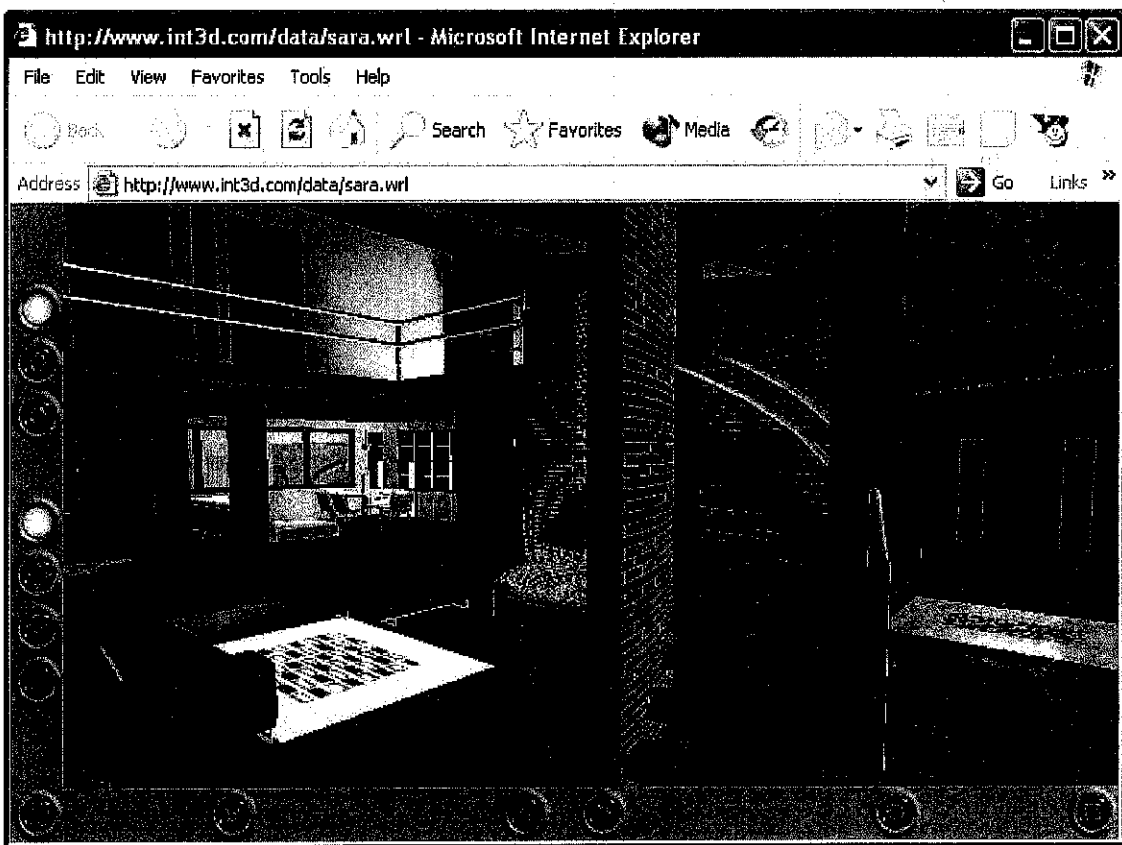 http://www.int3d.com/data/sara.wrl - Microsoft Internet Explorer
File Edit View Favorites Tools Help
Back Search Favorites Media
Address http://www.int3d.com/data/sara.wrl Go Links »